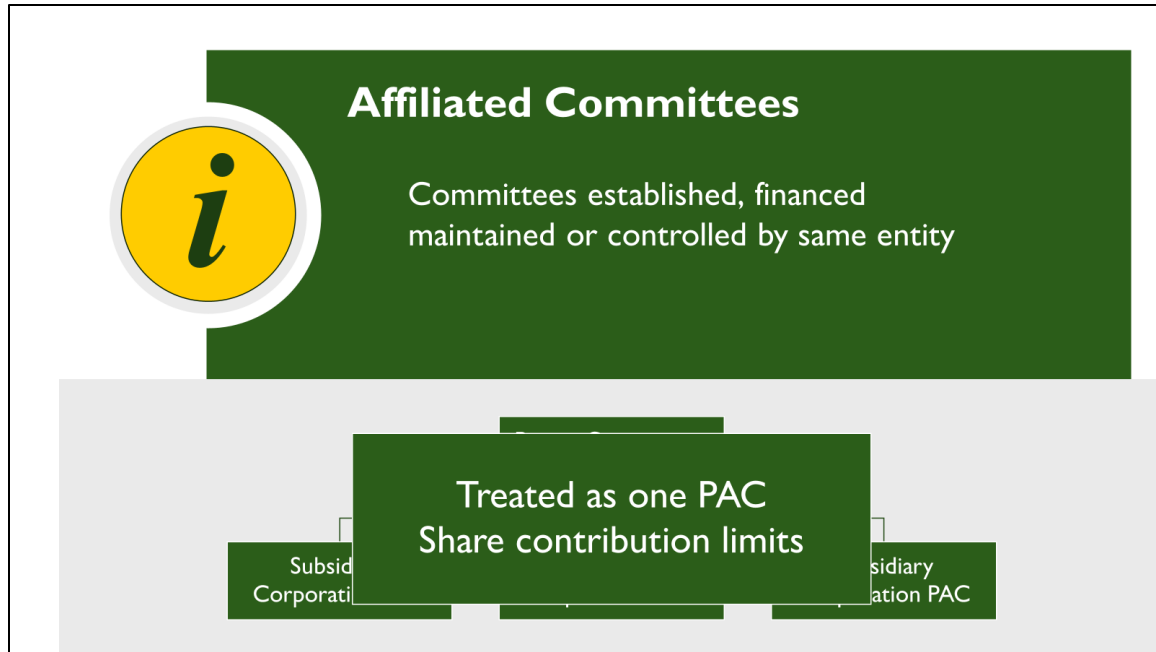 Affiliated Committees
i
Committees established, financed
maintained or controlled by same entity
Treated as one PAC
Share contribution limits
Subsid
Corporati
sidiary
ation PAC